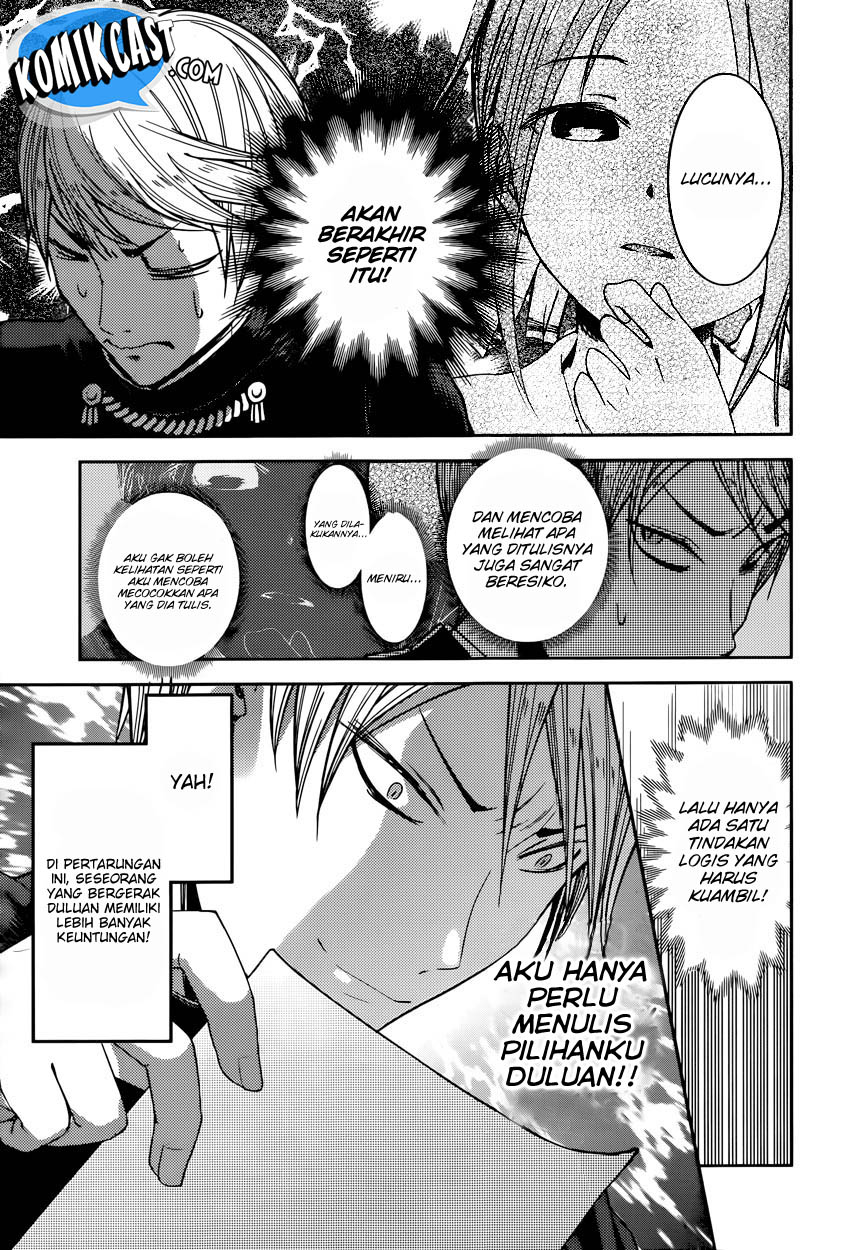 KOMIKCAST
.COM
LUCUNYA...
AKAN
BERAKHIR
SEPERTI
ITU!
DAN MENCOBA
MELIHAT APA
YANG DITULISNYA
JUGA SANGAT
BERESIKO.
MENIRU...
YANG DILA-
KUKANNYA...
AKU GAK BOLEH
KELIHATAN SEPERTI
AKU MENCOBA
MECOCOKKAN APA
YANG DIA TULIS.
LALU HANYA
ADA SATU
TINDAKAN
LOGIS YANG
HARUS
KUAMBIL!
YAH!
DI PERTARUNGAN
INI, SESEORANG
YANG BERGERAK
DULUAN MEMILIKI
LEBIH BANYAK
KEUNTUNGAN!
AKU HANYA
PERLU
MENULIS
PILIHANKU
DULUAN!!